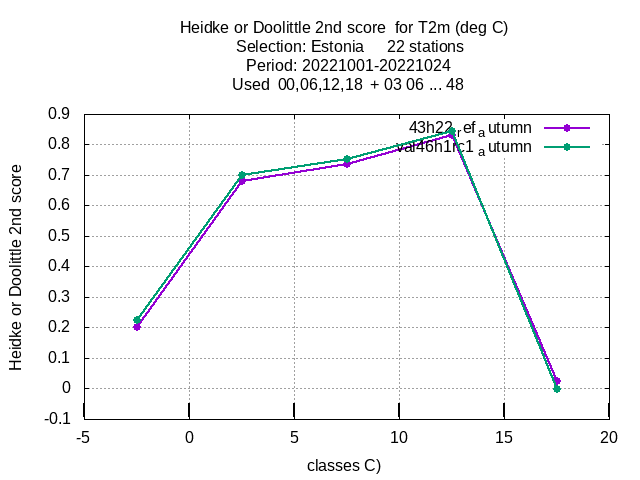 Heidke or Doolittle 2nd score  for T2m (deg C)
Selection: Estonia     22 stations
Period: 20221001-20221024
Used  00,06,12,18  + 03 06 ... 48
43h22refautumn
val46h1rc1autumn
0.9
0.8
0.7
0.6
0.5
0.4
0.3
0.2
0.1
0
-0.1
Heidke or Doolittle 2nd score
-5 0 5 10 15 20
classes C)